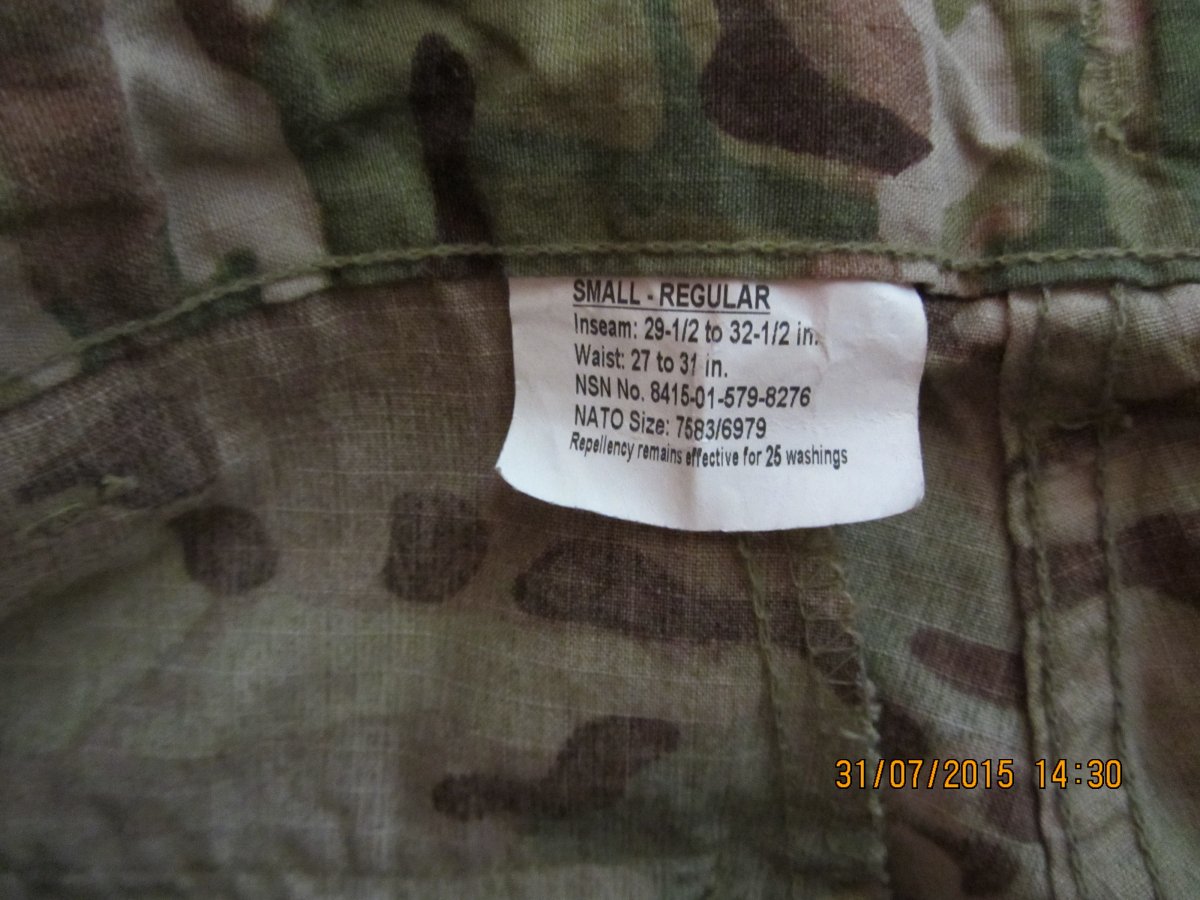 SMALL - REGULAR
Inseam: 29-1/2 to 32-1/2 in.
Waist: 27 to 31 in.
NSN No. 8415-01-579-8276
NATO Size: 7583/6979
Repellency remains effective for 25 washings
31/07/2015 14:30